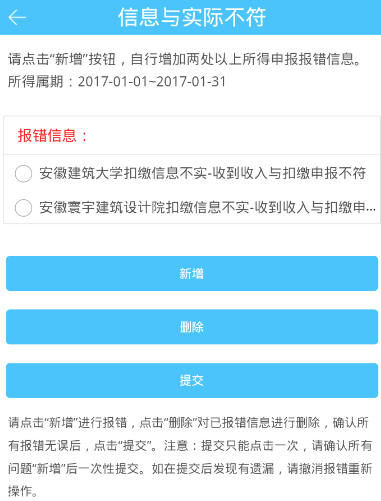 信息与实际不符
请点击“新增”按钮，自行增加两处以上所得申报报错信息。
所得属期：2017-01-01~2017-01-31
报错信息：
安徽建筑大学扣缴信息不实-收到收入与扣缴申报不符
安徽寰宇建筑设计院扣缴信息不实-收到收入与扣缴申...
新增
删除
提交
请点击“新增”进行报错，点击“删除”对已报错信息进行删除，确认所
有报错无误后，点击“提交”。注意：提交只能点击一次，请确认所有
问题“新增”后一次性提交。如在提交后发现有遗漏，请撤消报错重新
操作。